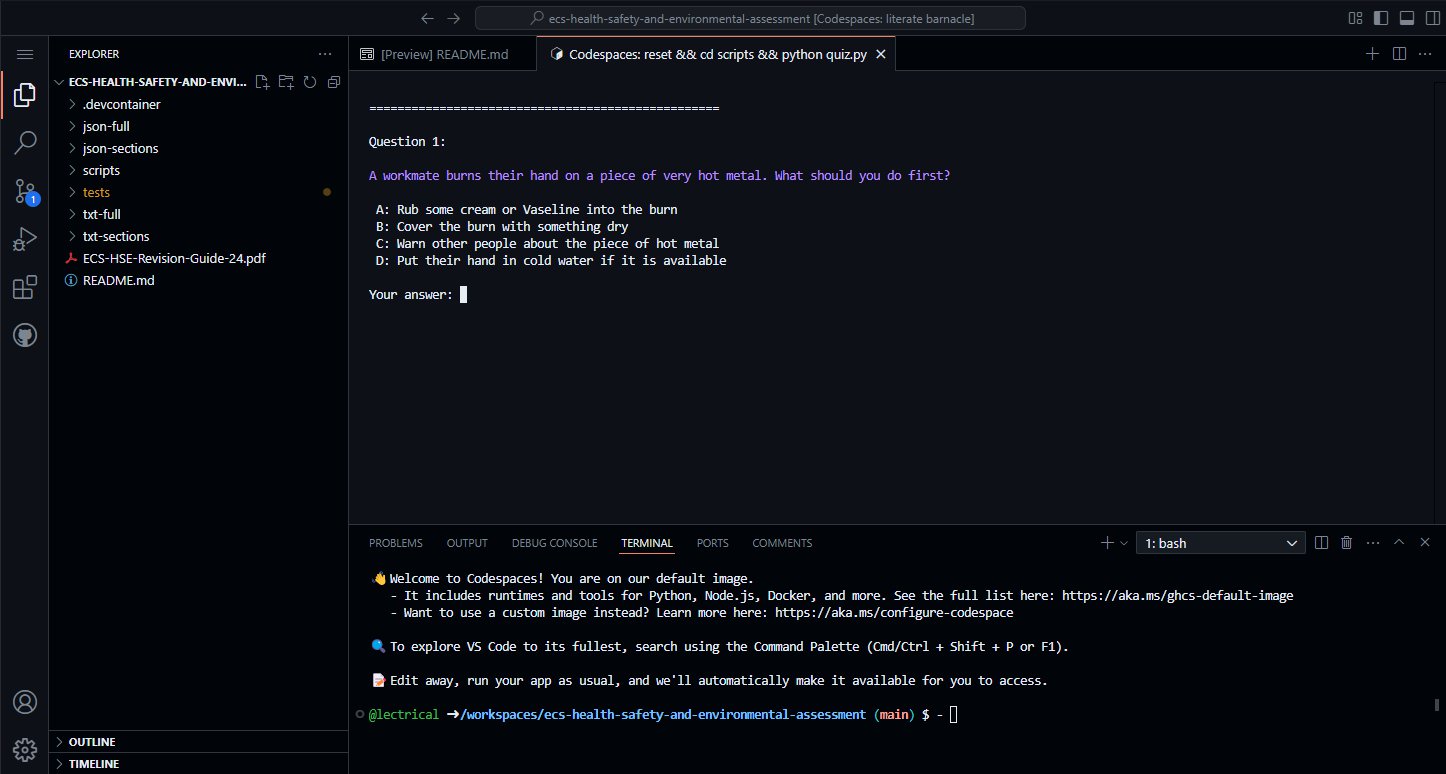 ecs-health-safety-and-environmental-assessment [Codespaces: literate barnacle]
EXPLORER
ECS-HEALTH-SAFETY-AND-ENVI...
.devcontainer
json-full
json-sections
scripts
tests
txt-full
txt-sections
ECS-HSE-Revision-Guide-24.pdf
README.md
1
OUTLINE
TIMELINE
[Preview] README.md
Codespaces: reset && cd scripts && python quiz.py
==================================================
Question 1:
A workmate burns their hand on a piece of very hot metal. What should you do first?
A: Rub some cream or Vaseline into the burn
B: Cover the burn with something dry
C: Warn other people about the piece of hot metal
D: Put their hand in cold water if it is available
Your answer:
PROBLEMS OUTPUT DEBUG CONSOLE TERMINAL PORTS COMMENTS
1: bash
👋 Welcome to Codespaces! You are on our default image.
- It includes runtimes and tools for Python, Node.js, Docker, and more. See the full list here: https://aka.ms/ghcs-default-image
- Want to use a custom image instead? Learn more here: https://aka.ms/configure-codespace
🔍 To explore VS Code to its fullest, search using the Command Palette (Cmd/Ctrl + Shift + P or F1).
📝 Edit away, run your app as usual, and we'll automatically make it available for you to access.
@lectrical ➜/workspaces/ecs-health-safety-and-environmental-assessment (main) $ -